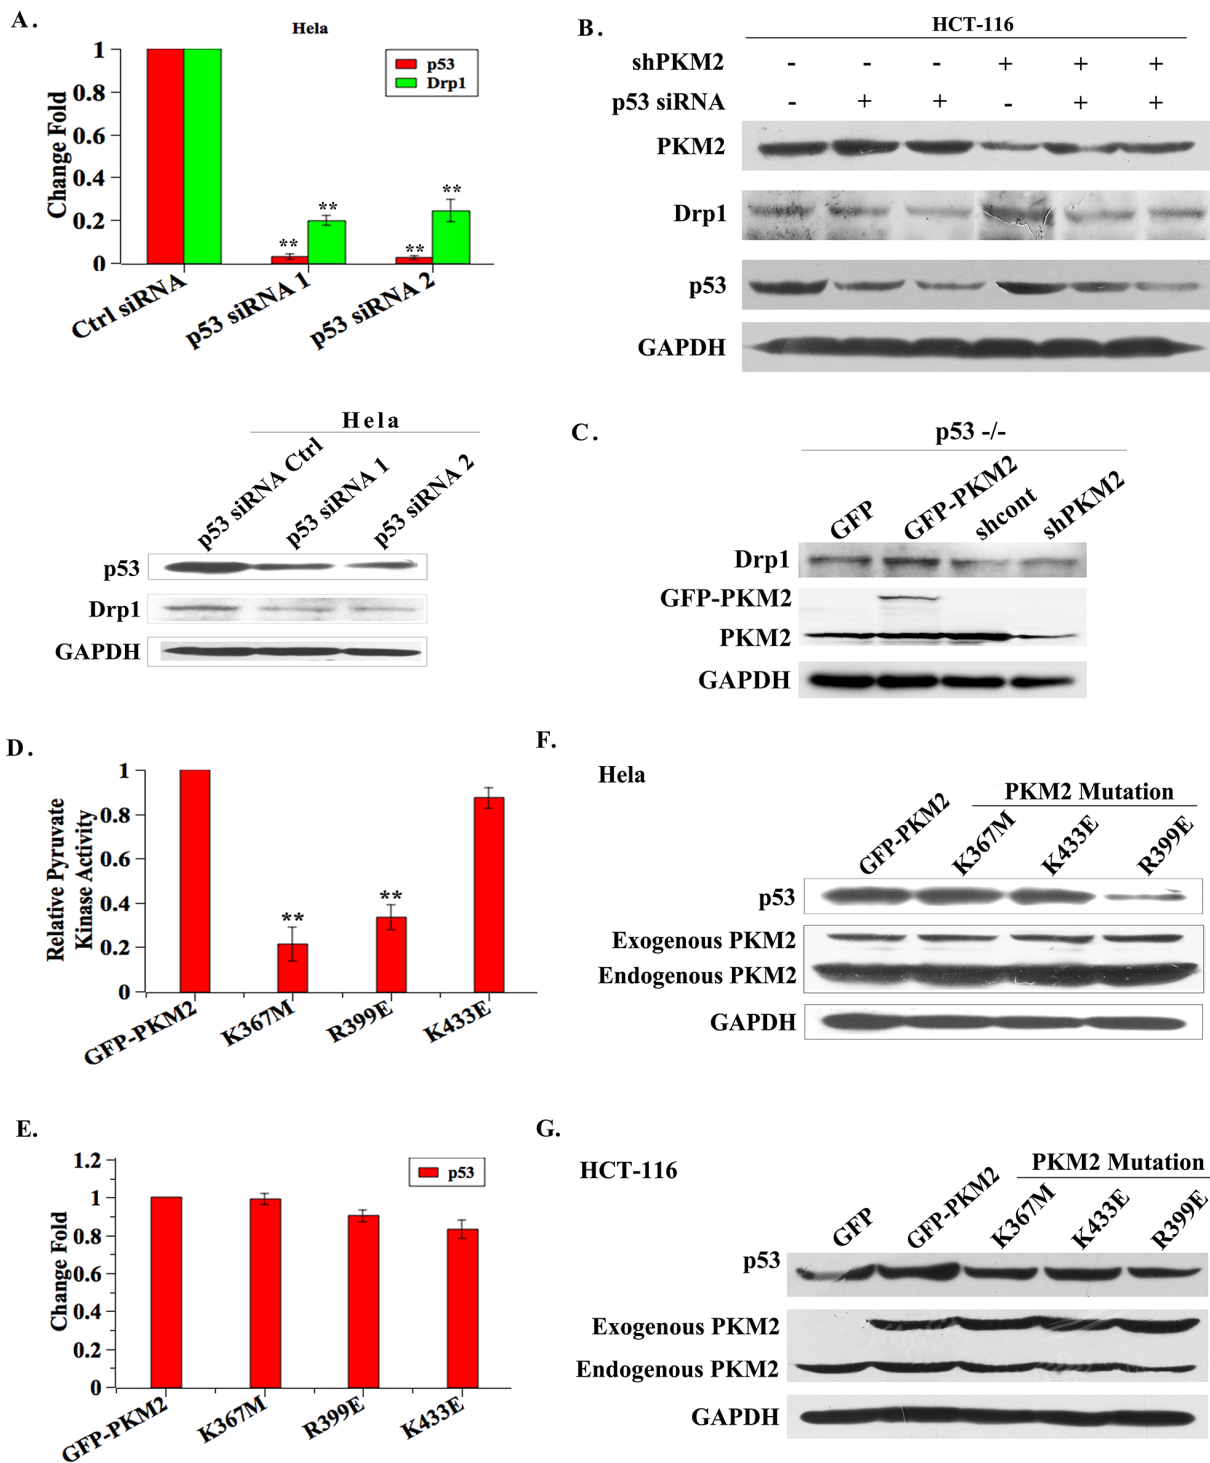 A.
Hela
p53
Drp1
Change Fold
1
0.8
0.6
0.4
0.2
0
** ** ** **
Ctrl siRNA
p53 siRNA 1
p53 siRNA 2
Hela
p53 siRNA Ctrl
p53 siRNA 1
p53 siRNA 2
p53
Drp1
GAPDH
B.
HCT-116
shPKM2 - - - + + +
p53 siRNA - + + - + +
PKM2
Drp1
p53
GAPDH
C.
p53 -/-
GFP
GFP-PKM2
shcont
shPKM2
Drp1
GFP-PKM2
PKM2
GAPDH
D.
Relative Pyruvate
Kinase Activity
1
0.8
0.6
0.4
0.2
0
** **
GFP-PKM2
K367M
R399E
K433E
E.
p53
Change Fold
1.2
1
0.8
0.6
0.4
0.2
0
GFP-PKM2
K367M
R399E
K433E
F.
Hela
PKM2 Mutation
GFP-PKM2
K367M
K433E
R399E
p53
Exogenous PKM2
Endogenous PKM2
GAPDH
G.
HCT-116
PKM2 Mutation
GFP
GFP-PKM2
K367M
K433E
R399E
p53
Exogenous PKM2
Endogenous PKM2
GAPDH